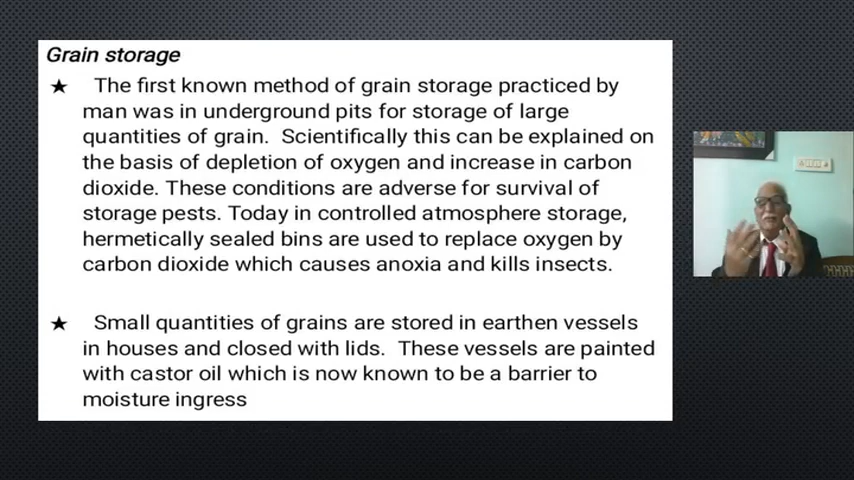 Grain storage
★ The first known method of grain storage practiced by
man was in underground pits for storage of large
quantities of grain. Scientifically this can be explained on
the basis of depletion of oxygen and increase in carbon
dioxide. These conditions are adverse for survival of
storage pests. Today in controlled atmosphere storage,
hermetically sealed bins are used to replace oxygen by
carbon dioxide which causes anoxia and kills insects.
★ Small quantities of grains are stored in earthen vessels
in houses and closed with lids. These vessels are painted
with castor oil which is now known to be a barrier to
moisture ingress